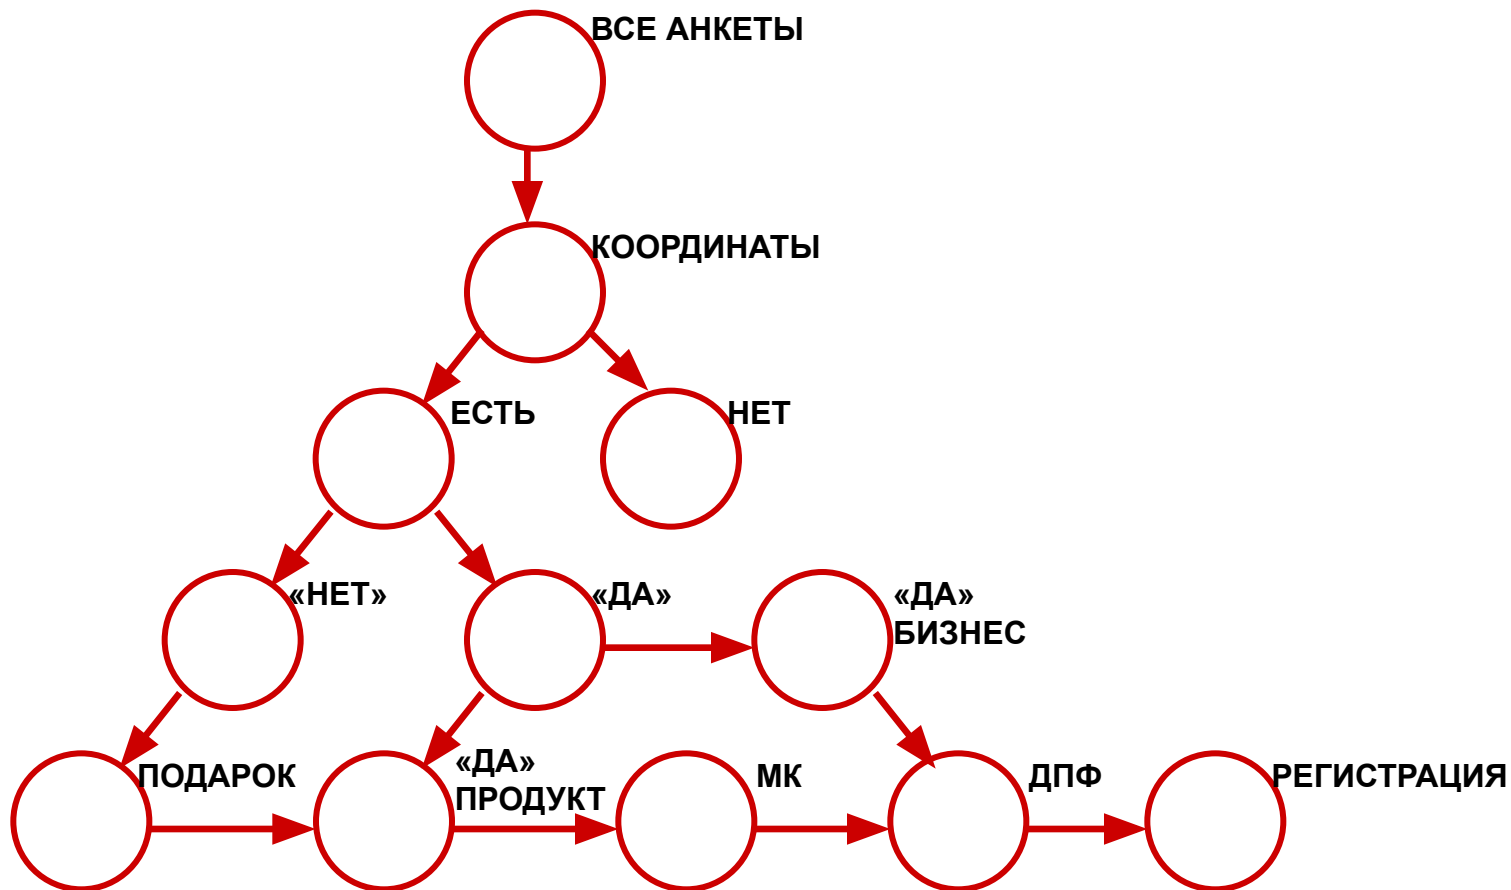 ВСЕ АНКЕТЫ
КООРДИНАТЫ
ЕСТЬ
НЕТ
«НЕТ»
«ДА»
«ДА»
БИЗНЕС
ПОДАРОК
«ДА»
ПРОДУКТ
МК
ДПФ
РЕГИСТРАЦИЯ